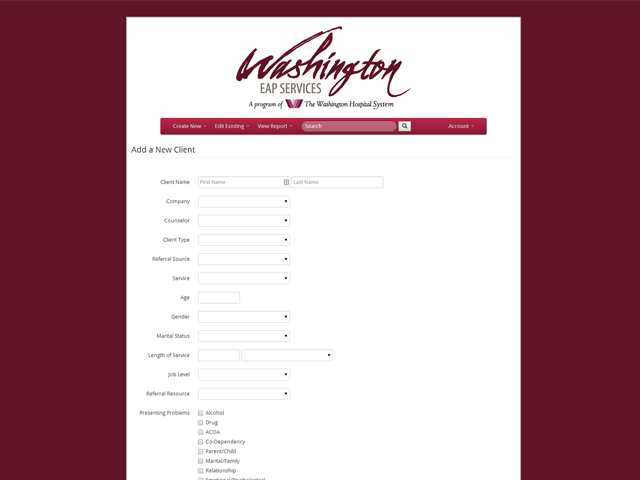 Washington
EAP SERVICES
A program of The Washington Hospital System
Create New Edit Existing View Report Search Account
Add a New Client
Client Name First Name Last Name
Company
Counselor
Client Type
Referral Source
Service
Age
Gender
Marital Status
Length of Service
Job Level
Referral Resource
Presenting Problems Alcohol
Drug
ACOA
Co-Dependency
Parent/Child
Marital/Family
Relationship
Emotional/Psychological